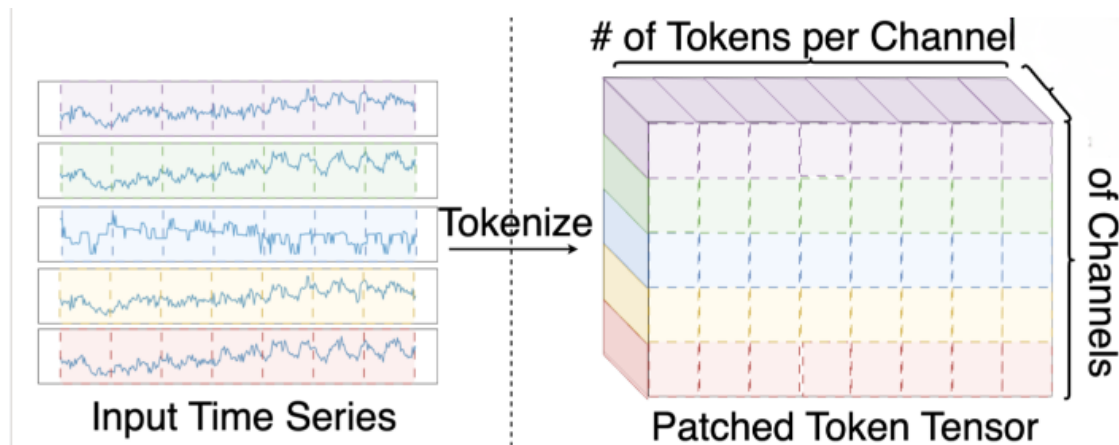 # of Tokens per Channel
Tokenize
of Channels
Input Time Series
Patched Token Tensor